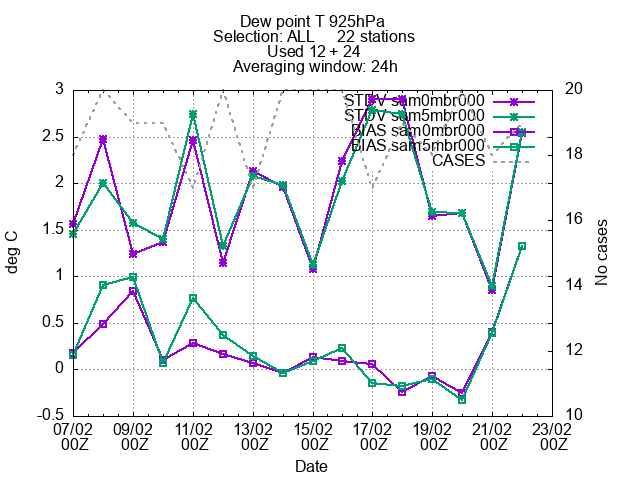 Dew point T 925hPa
Selection: ALL 22 stations
Used 12 + 24
Averaging window: 24h
STDV sam0mbr000
STDV sam5mbr000
BIAS sam0mbr000
BIAS sam5mbr000
CASES
3
2.5
2
1.5
1
0.5
0
-0.5
deg C
20
18
16
14
12
10
No cases
07/02 09/02 11/02 13/02 15/02 17/02 19/02 21/02 23/02
00Z 00Z 00Z 00Z 00Z 00Z 00Z 00Z 00Z
Date